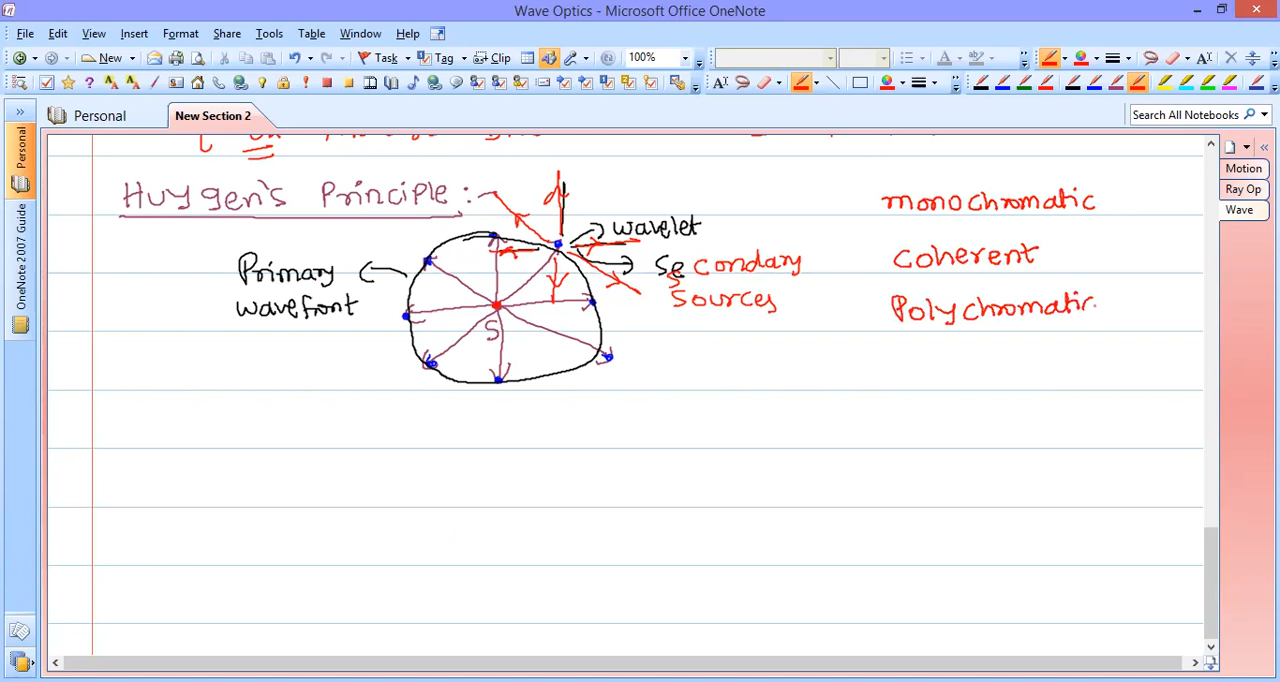 Wave Optics - Microsoft Office OneNote
File Edit View Insert Format Share Tools Table Window Help
New Task Tag Clip 100%
Personal New Section 2 Search All Notebooks
Huygen's Principle :-
monochromatic
wavelet
Primary
wavefront
Secondary
Sources
coherent
Polychromatic
S
Personal
OneNote 2007 Guide
Motion
Ray Op
Wave